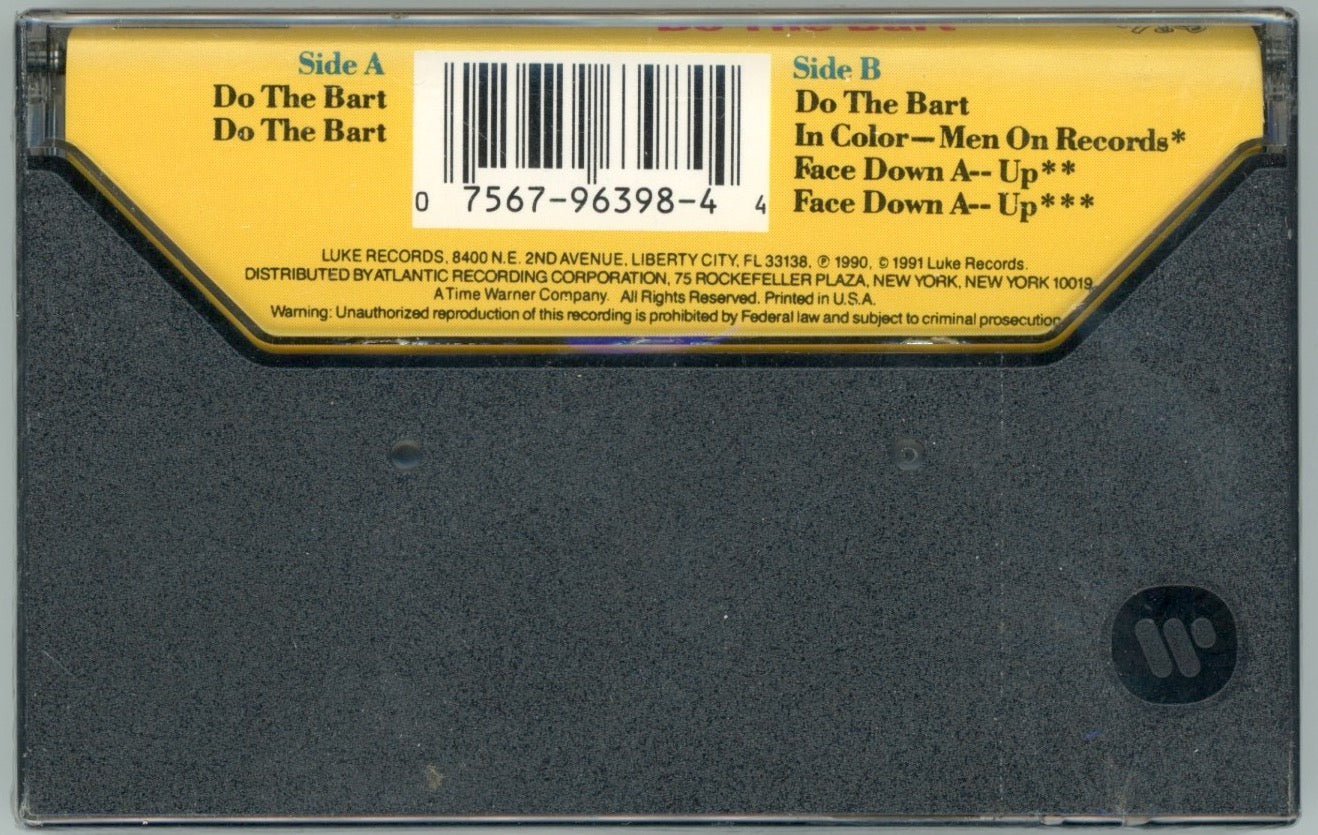 Do The Bart
Side A
Do The Bart
Do The Bart
0 7567-96398-4 4
Side B
Do The Bart
In Color—Men On Records*
Face Down A-- Up**
Face Down A-- Up***
LUKE RECORDS, 8400 N.E. 2ND AVENUE, LIBERTY CITY, FL 33138, ℗ 1990, © 1991 Luke Records.
DISTRIBUTED BY ATLANTIC RECORDING CORPORATION, 75 ROCKEFELLER PLAZA, NEW YORK, NEW YORK 10019
A Time Warner Company. All Rights Reserved. Printed in U.S.A.
Warning: Unauthorized reproduction of this recording is prohibited by Federal law and subject to criminal prosecution